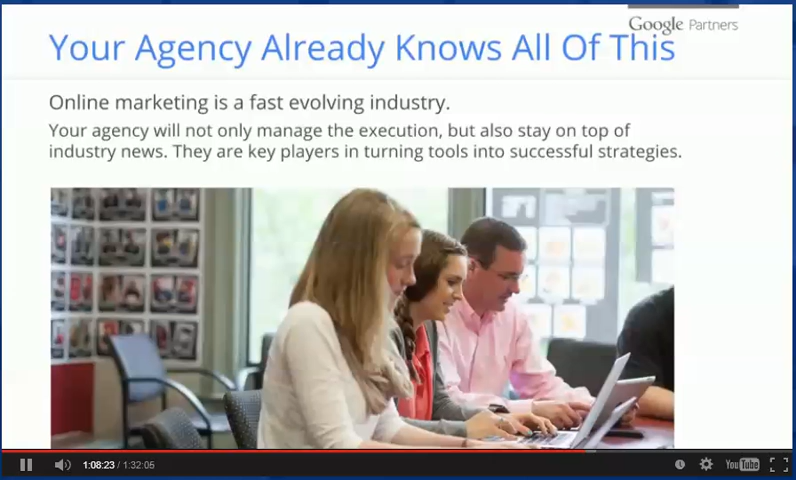 Google Partners
Your Agency Already Knows All Of This
Online marketing is a fast evolving industry.
Your agency will not only manage the execution, but also stay on top of
industry news. They are key players in turning tools into successful strategies.
1:08:23 / 1:32:05
YouTube